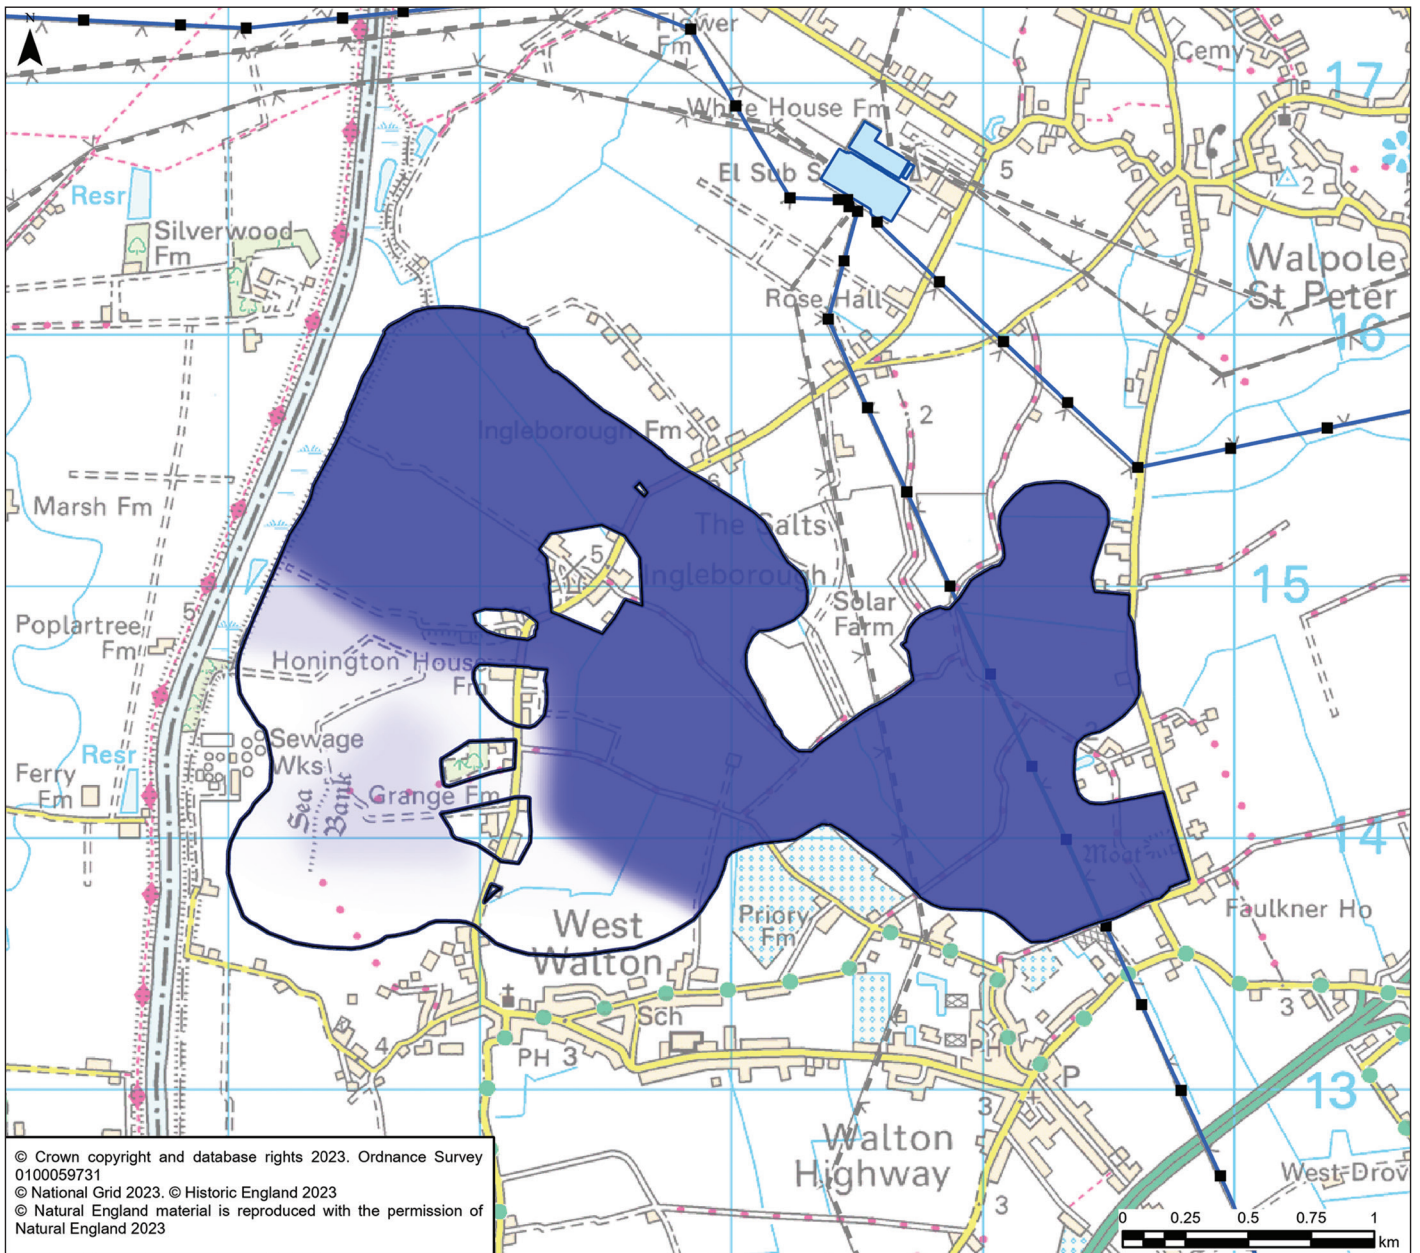 N
Flower
Fm
Cemy
17
White House Fm
El Sub S
5
2
Resr
Silverwood
Fm
Walpole
St Peter
Rose Hall
16
2
Ingleborough Fm
6
Marsh Fm
The Salts
5
Ingleborough
15
Solar
Farm
5
Poplartree
Fm
Honington House
Fm
2
Sewage
Wks
Resr
Ferry
Fm
Sea
Bank
Grange Fm
14
Moat
West
Walton
Priory
Fm
Faulkner Ho
Sch
3
4
PH 3
PH
P
3
13
Walton
Highway
3
West Drov
© Crown copyright and database rights 2023. Ordnance Survey
0100059731
© National Grid 2023. © Historic England 2023
© Natural England material is reproduced with the permission of
Natural England 2023
0 0.25 0.5 0.75 1
km